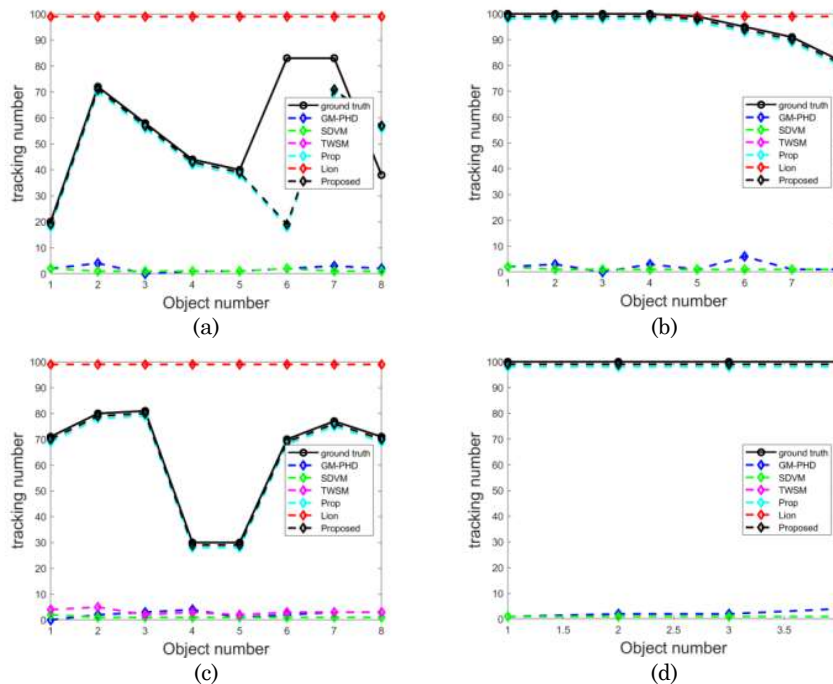 100
90
80
70
60
50
40
30
20
10
0
tracking number
ground truth
GM-PHD
SDVM
TWSM
Prop
Lion
Proposed
1 2 3 4 5 6 7 8
Object number
(a)
100
90
80
70
60
50
40
30
20
10
0
tracking number
ground truth
GM-PHD
SDVM
TWSM
Prop
Lion
Proposed
1 2 3 4 5 6 7
Object number
(b)
100
90
80
70
60
50
40
30
20
10
0
tracking number
ground truth
GM-PHD
SDVM
TWSM
Prop
Lion
Proposed
1 2 3 4 5 6 7 8
Object number
(c)
100
90
80
70
60
50
40
30
20
10
0
tracking number
ground truth
GM-PHD
SDVM
TWSM
Prop
Lion
Proposed
1 1.5 2 2.5 3 3.5
Object number
(d)